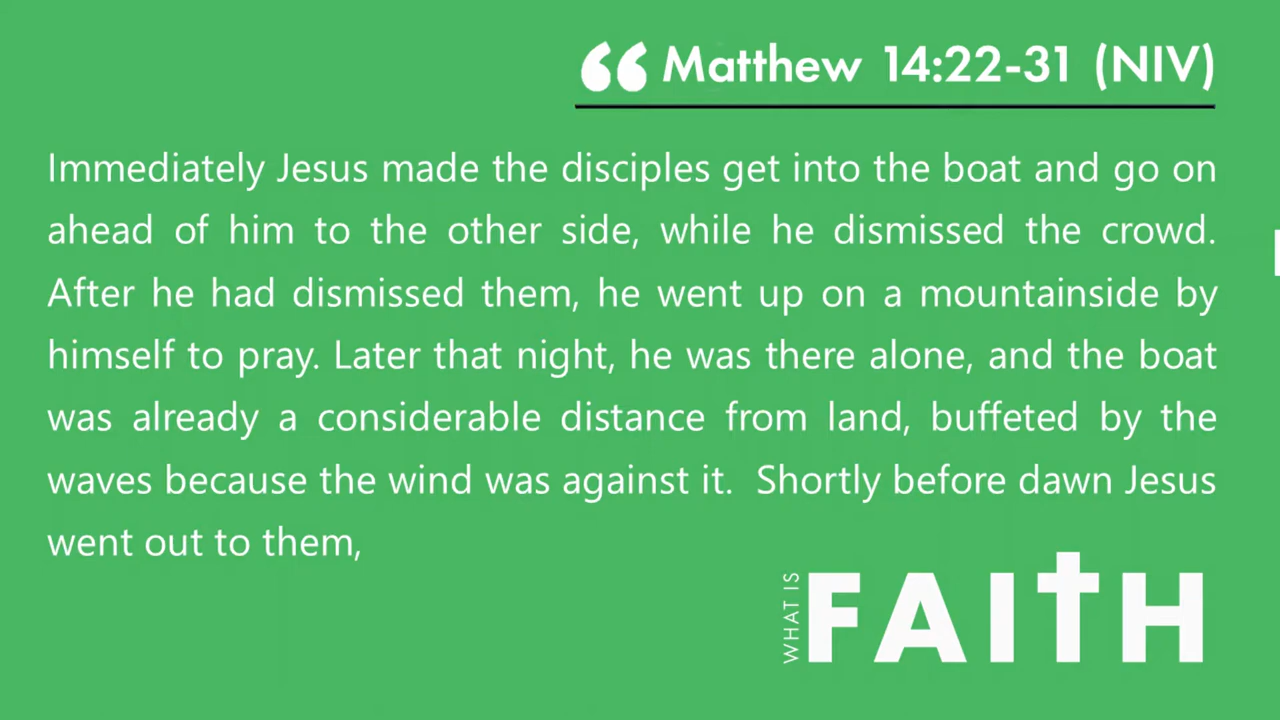 “ Matthew 14:22-31 (NIV)
Immediately Jesus made the disciples get into the boat and go on
ahead of him to the other side, while he dismissed the crowd.
After he had dismissed them, he went up on a mountainside by
himself to pray. Later that night, he was there alone, and the boat
was already a considerable distance from land, buffeted by the
waves because the wind was against it.  Shortly before dawn Jesus
went out to them,
WHAT IS
FAITH